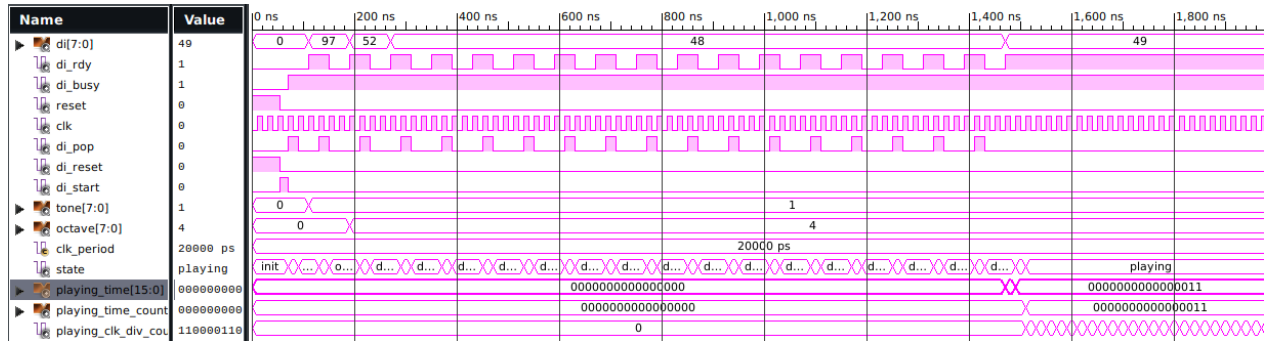 Name Value 0 ns 200 ns 400 ns 600 ns 800 ns 1,000 ns 1,200 ns 1,400 ns 1,600 ns 1,800 ns
di[7:0] 49 0 97 52 48 49
di_rdy 1
di_busy 1
reset 0
clk 0
di_pop 0
di_reset 0
di_start 0
tone[7:0] 1 0 1
octave[7:0] 4 0 4
clk_period 20000 ps 20000 ps
state playing init ... o... d... d... d... d... d... d... d... d... d... d... d... d... d... d... d... d... playing
playing_time[15:0] 000000000 0000000000000000 0000000000000011
playing_time_count 000000000 0000000000000000 0000000000000011
playing_clk_div_cou 110000110 0